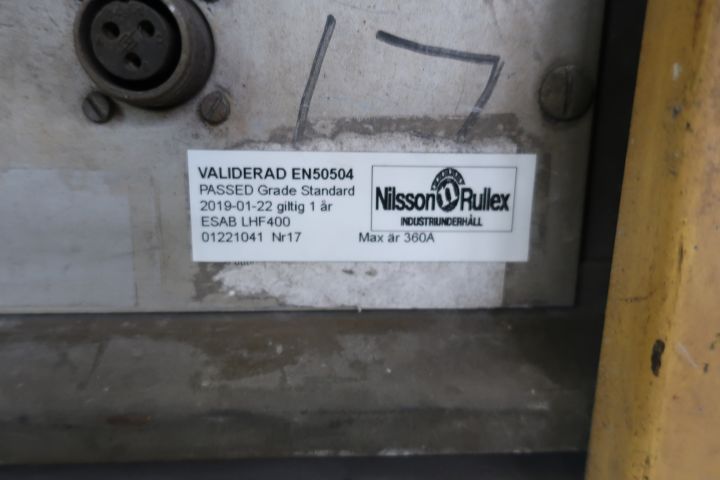 17
VALIDERAD EN50504
PASSED Grade Standard
2019-01-22 giltig 1 år
ESAB LHF400
01221041 Nr17
Max är 360A
Nilsson Rullex
INDUSTRIUNDERHÅLL